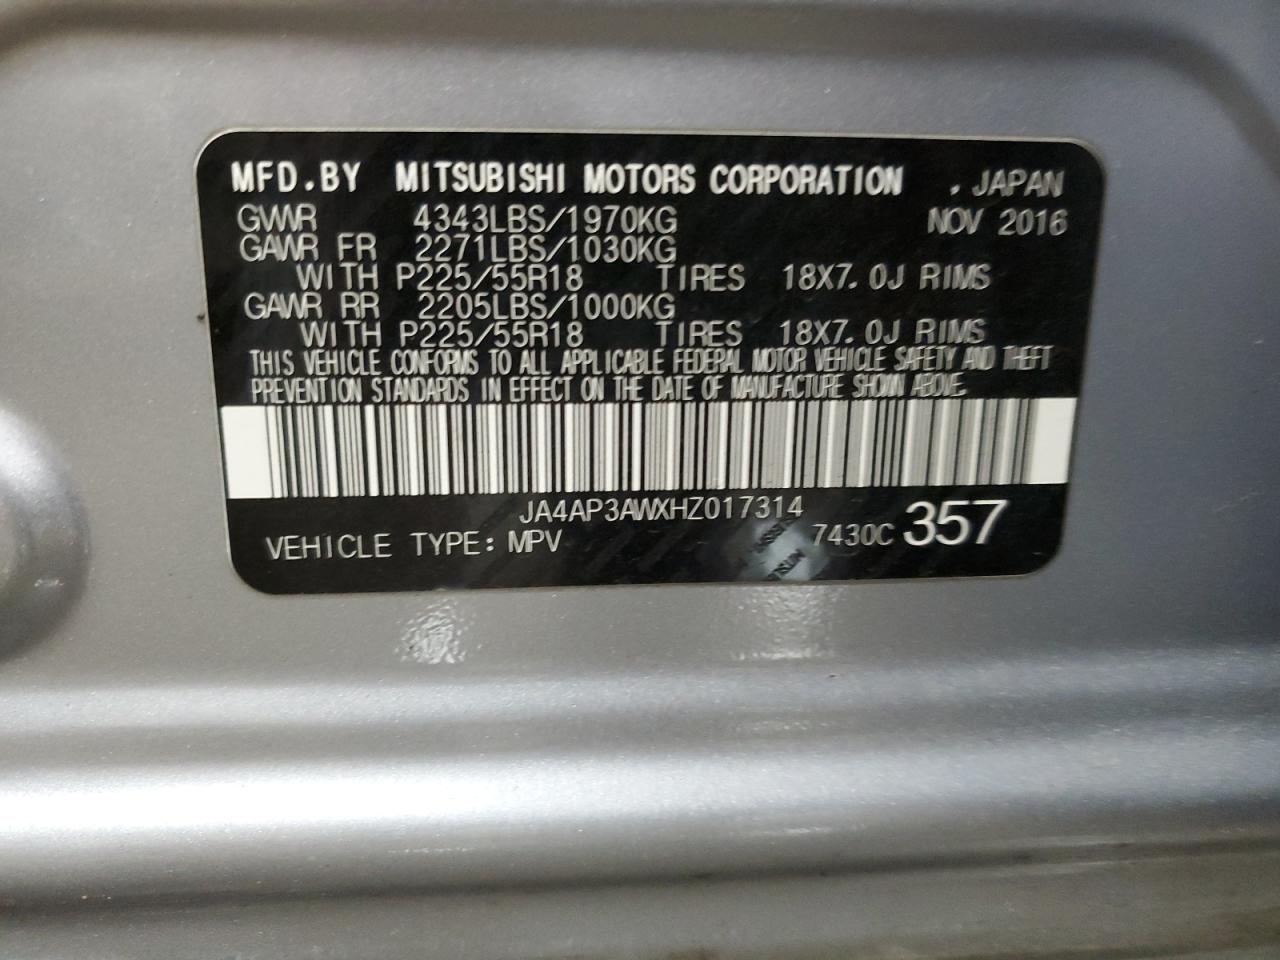 MFD.BY MITSUBISHI MOTORS CORPORATION , JAPAN
GVWR 4343LBS/1970KG NOV 2016
GAWR FR 2271LBS/1030KG
WITH P225/55R18 TIRES 18X7.0J RIMS
GAWR RR 2205LBS/1000KG
WITH P225/55R18 TIRES 18X7.0J RIMS
THIS VEHICLE CONFORMS TO ALL APPLICABLE FEDERAL MOTOR VEHICLE SAFETY AND THEFT
PREVENTION STANDARDS IN EFFECT ON THE DATE OF MANUFACTURE SHOWN ABOVE.
JA4AP3AWXHZ017314
VEHICLE TYPE: MPV 7430C 357